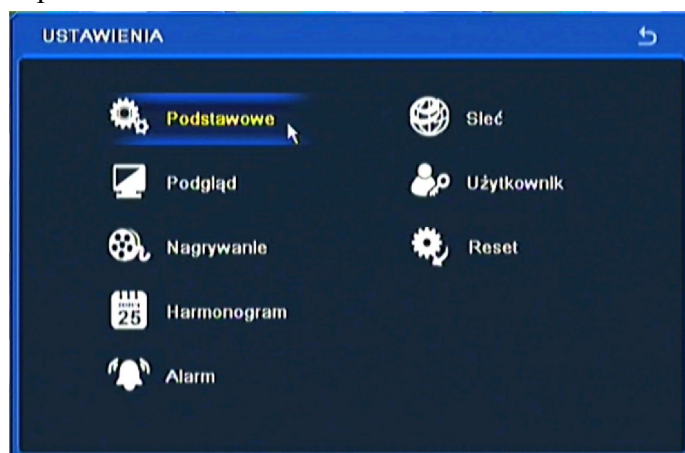 USTAWIENIA
Podstawowe
Sieć
Podgląd
Użytkownik
Nagrywanie
Reset
25
Harmonogram
Alarm